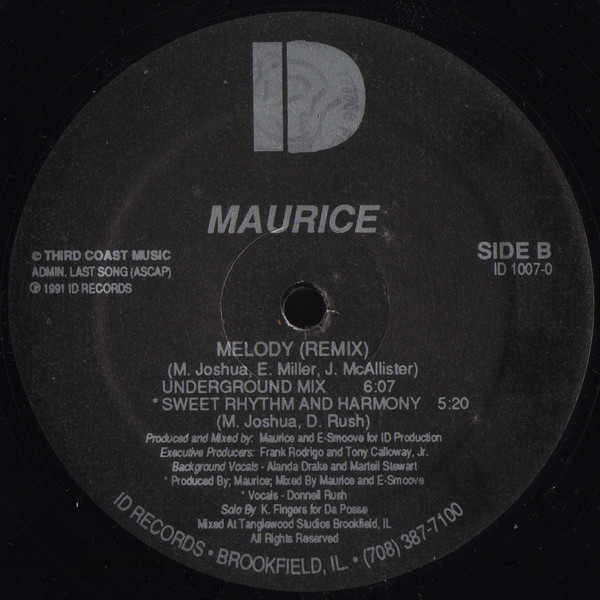 ID
MAURICE
© THIRD COAST MUSIC
ADMIN. LAST SONG (ASCAP)
℗ 1991 ID RECORDS
SIDE B
ID 1007-0
MELODY (REMIX)
(M. Joshua, E. Miller, J. McAllister)
UNDERGROUND MIX 6:07
* SWEET RHYTHM AND HARMONY 5:20
(M. Joshua, D. Rush)
Produced and Mixed by: Maurice and E-Smoove for ID Production
Executive Producers: Frank Rodrigo and Tony Calloway, Jr.
Background Vocals - Alanda Drake and Martell Stewart
* Produced By; Maurice; Mixed By Maurice and E-Smoove
* Vocals - Donnell Rush
Solo By K. Fingers for Da Posse
Mixed At Tanglewood Studios Brookfield, IL
All Rights Reserved
ID RECORDS • BROOKFIELD, IL. • (708) 387-7100